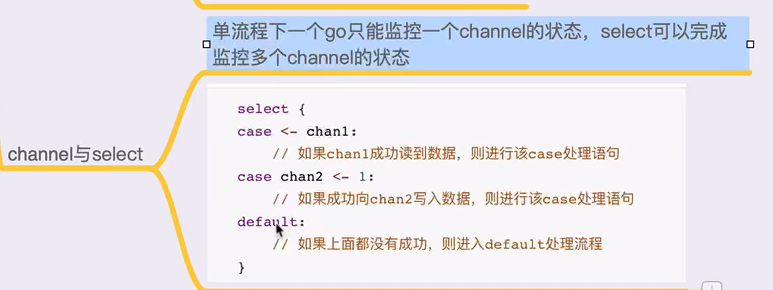 单流程下一个go只能监控一个channel的状态，select可以完成
监控多个channel的状态
channel与select
select {
case <- chan1:
// 如果chan1成功读到数据，则进行该case处理语句
case chan2 <- 1:
// 如果成功向chan2写入数据，则进行该case处理语句
default:
// 如果上面都没有成功，则进入default处理流程
}